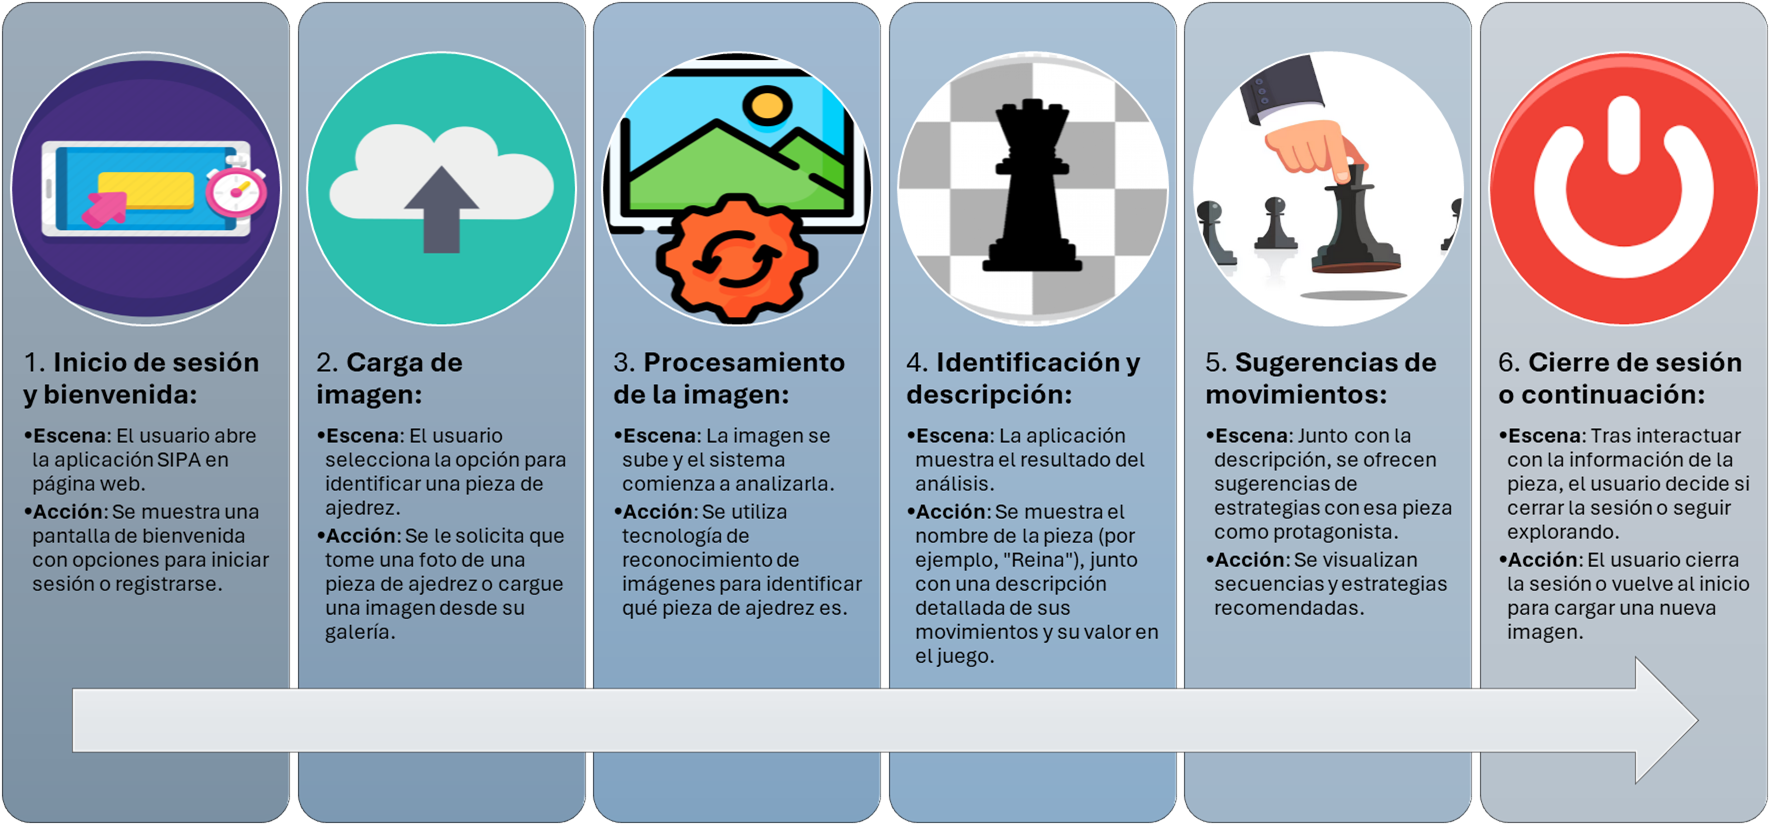 1. Inicio de sesión
y bienvenida:
•Escena: El usuario abre
la aplicación SIPA en
página web.
•Acción: Se muestra una
pantalla de bienvenida
con opciones para iniciar
sesión o registrarse.
2. Carga de
imagen:
•Escena: El usuario
selecciona la opción para
identificar una pieza de
ajedrez.
•Acción: Se le solicita que
tome una foto de una
pieza de ajedrez o cargue
una imagen desde su
galería.
3. Procesamiento
de la imagen:
•Escena: La imagen se
sube y el sistema
comienza a analizarla.
•Acción: Se utiliza
tecnología de
reconocimiento de
imágenes para identificar
qué pieza de ajedrez es.
4. Identificación y
descripción:
•Escena: La aplicación
muestra el resultado del
análisis.
•Acción: Se muestra el
nombre de la pieza (por
ejemplo, "Reina"), junto
con una descripción
detallada de sus
movimientos y su valor en
el juego.
5. Sugerencias de
movimientos:
•Escena: Junto con la
descripción, se ofrecen
sugerencias de
estrategias con esa pieza
como protagonista.
•Acción: Se visualizan
secuencias y estrategias
recomendadas.
6. Cierre de sesión
o continuación:
•Escena: Tras interactuar
con la información de la
pieza, el usuario decide si
cerrar la sesión o seguir
explorando.
•Acción: El usuario cierra
la sesión o vuelve al inicio
para cargar una nueva
imagen.